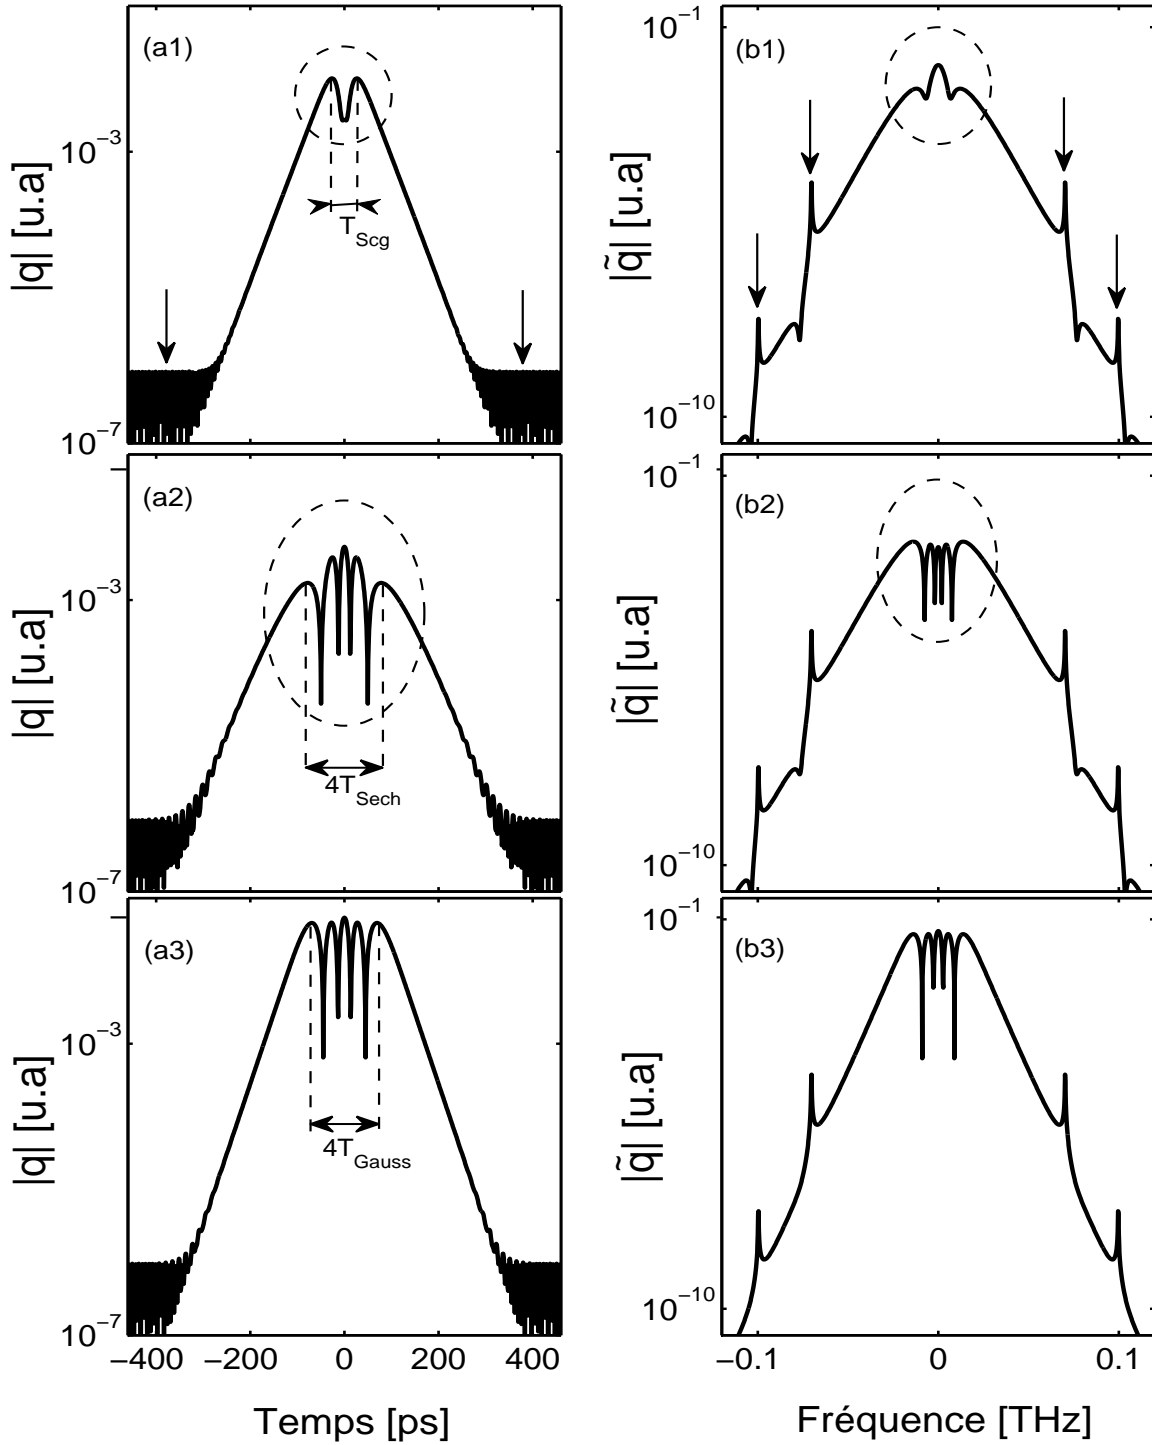 (a1)
|q| [u.a]
10⁻³
10⁻⁷
T_Scg
(b1)
|q̃| [u.a]
10⁻¹
10⁻¹⁰
(a2)
|q| [u.a]
10⁻³
10⁻⁷
4T_Sech
(b2)
|q̃| [u.a]
10⁻¹
10⁻¹⁰
(a3)
|q| [u.a]
10⁻³
10⁻⁷
4T_Gauss
−400 −200 0 200 400
Temps [ps]
(b3)
|q̃| [u.a]
10⁻¹
10⁻¹⁰
−0.1 0 0.1
Fréquence [THz]